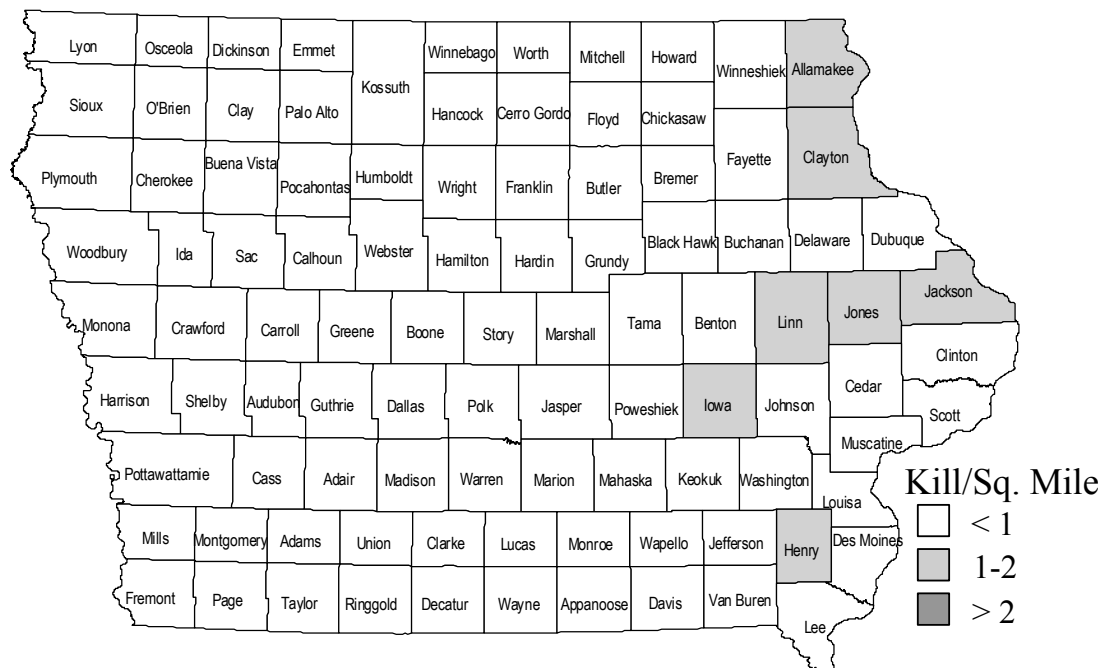 Lyon
Osceola
Dickinson
Emmet
Kossuth
Winnebago
Worth
Mitchell
Howard
Winneshiek
Allamakee
Sioux
O'Brien
Clay
Palo Alto
Hancock
Cerro Gordo
Floyd
Chickasaw
Fayette
Clayton
Plymouth
Cherokee
Buena Vista
Pocahontas
Humboldt
Wright
Franklin
Butler
Bremer
Woodbury
Ida
Sac
Calhoun
Webster
Hamilton
Hardin
Grundy
Black Hawk
Buchanan
Delaware
Dubuque
Monona
Crawford
Carroll
Greene
Boone
Story
Marshall
Tama
Benton
Linn
Jones
Jackson
Clinton
Harrison
Shelby
Audubon
Guthrie
Dallas
Polk
Jasper
Poweshiek
Iowa
Johnson
Cedar
Scott
Muscatine
Pottawattamie
Cass
Adair
Madison
Warren
Marion
Mahaska
Keokuk
Washington
Louisa
Mills
Montgomery
Adams
Union
Clarke
Lucas
Monroe
Wapello
Jefferson
Henry
Des Moines
Fremont
Page
Taylor
Ringgold
Decatur
Wayne
Appanoose
Davis
Van Buren
Lee
Kill/Sq. Mile
< 1
1-2
> 2